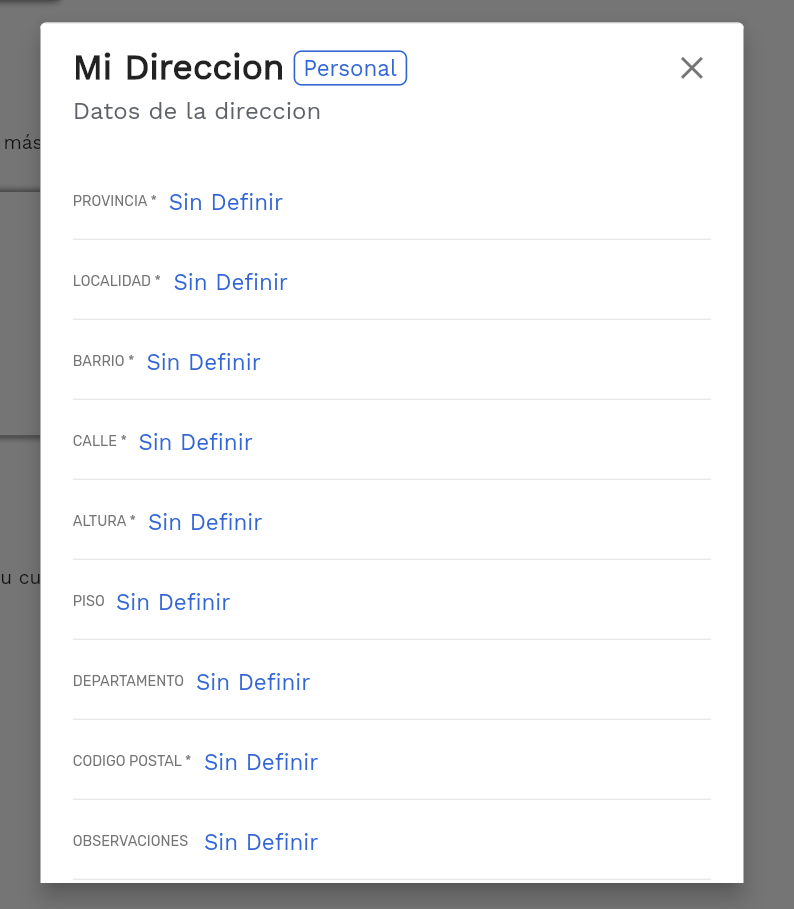 Mi Direccion Personal
Datos de la direccion
más
PROVINCIA * Sin Definir
LOCALIDAD * Sin Definir
BARRIO * Sin Definir
CALLE * Sin Definir
ALTURA * Sin Definir
u cu
PISO Sin Definir
DEPARTAMENTO Sin Definir
CODIGO POSTAL * Sin Definir
OBSERVACIONES Sin Definir